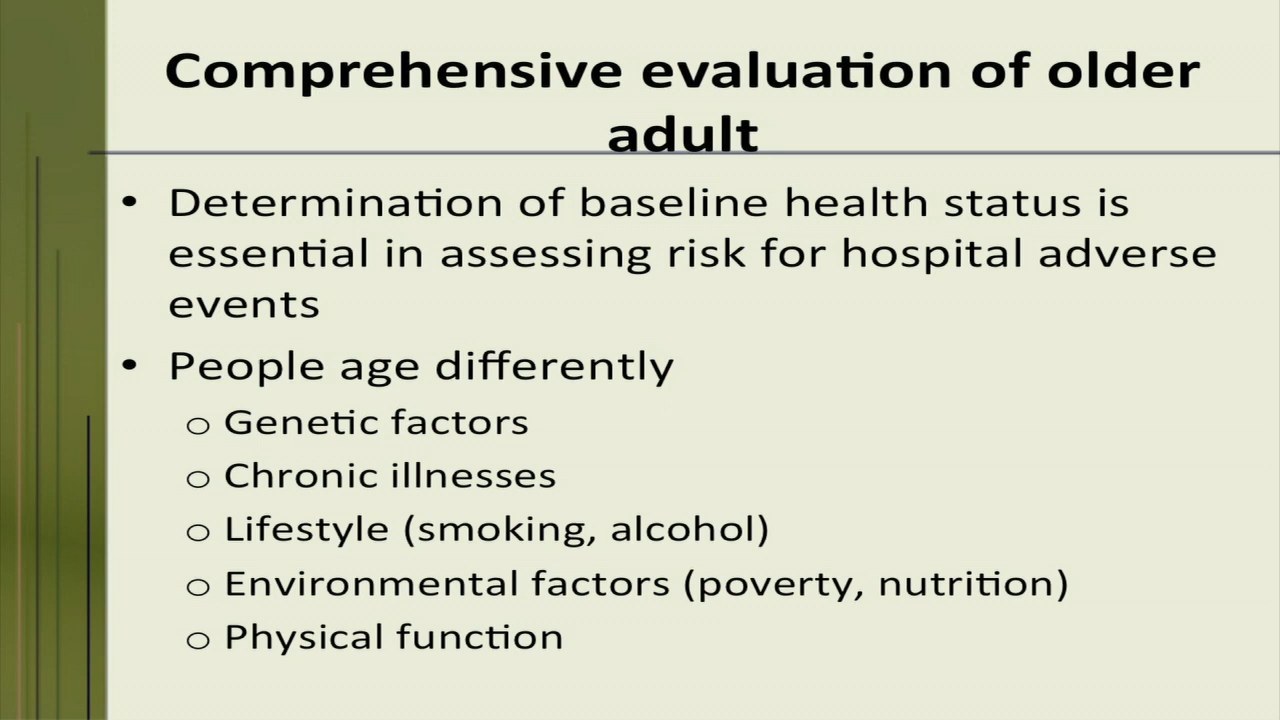 Comprehensive evaluation of older
adult
• Determination of baseline health status is
essential in assessing risk for hospital adverse
events
• People age differently
o Genetic factors
o Chronic illnesses
o Lifestyle (smoking, alcohol)
o Environmental factors (poverty, nutrition)
o Physical function